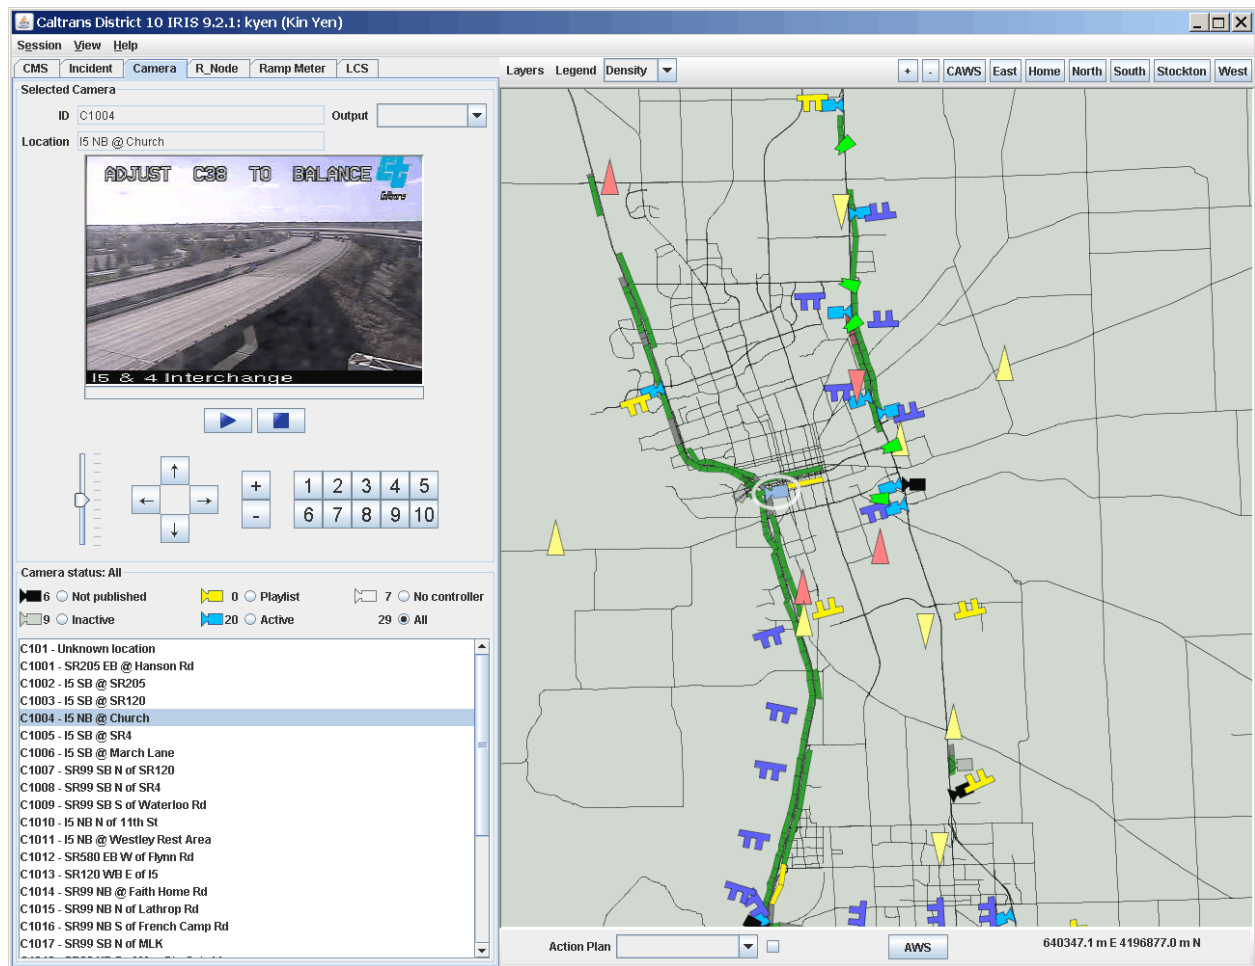 Caltrans District 10 IRIS 9.2.1: kyen (Kin Yen)
Session View Help
CMS Incident Camera R_Node Ramp Meter LCS
Layers Legend Density + - CAWS East Home North South Stockton West
Selected Camera
ID C1004 Output
Location I5 NB @ Church
ADJUST C38 TO BALANCE
Caltrans
I5 & 4 Interchange
+ 1 2 3 4 5
- 6 7 8 9 10
Camera status: All
6 Not published 0 Playlist 7 No controller
9 Inactive 20 Active 29 All
C101 - Unknown location
C1001 - SR205 EB @ Hanson Rd
C1002 - I5 SB @ SR205
C1003 - I5 SB @ SR120
C1004 - I5 NB @ Church
C1005 - I5 SB @ SR4
C1006 - I5 SB @ March Lane
C1007 - SR99 SB N of SR120
C1008 - SR99 SB N of SR4
C1009 - SR99 SB S of Waterloo Rd
C1010 - I5 NB N of 11th St
C1011 - I5 NB @ Westley Rest Area
C1012 - SR580 EB W of Flynn Rd
C1013 - SR120 WB E of I5
C1014 - SR99 NB @ Faith Home Rd
C1015 - SR99 NB N of Lathrop Rd
C1016 - SR99 NB S of French Camp Rd
C1017 - SR99 SB N of MLK
Action Plan AWS 640347.1 m E 4196877.0 m N